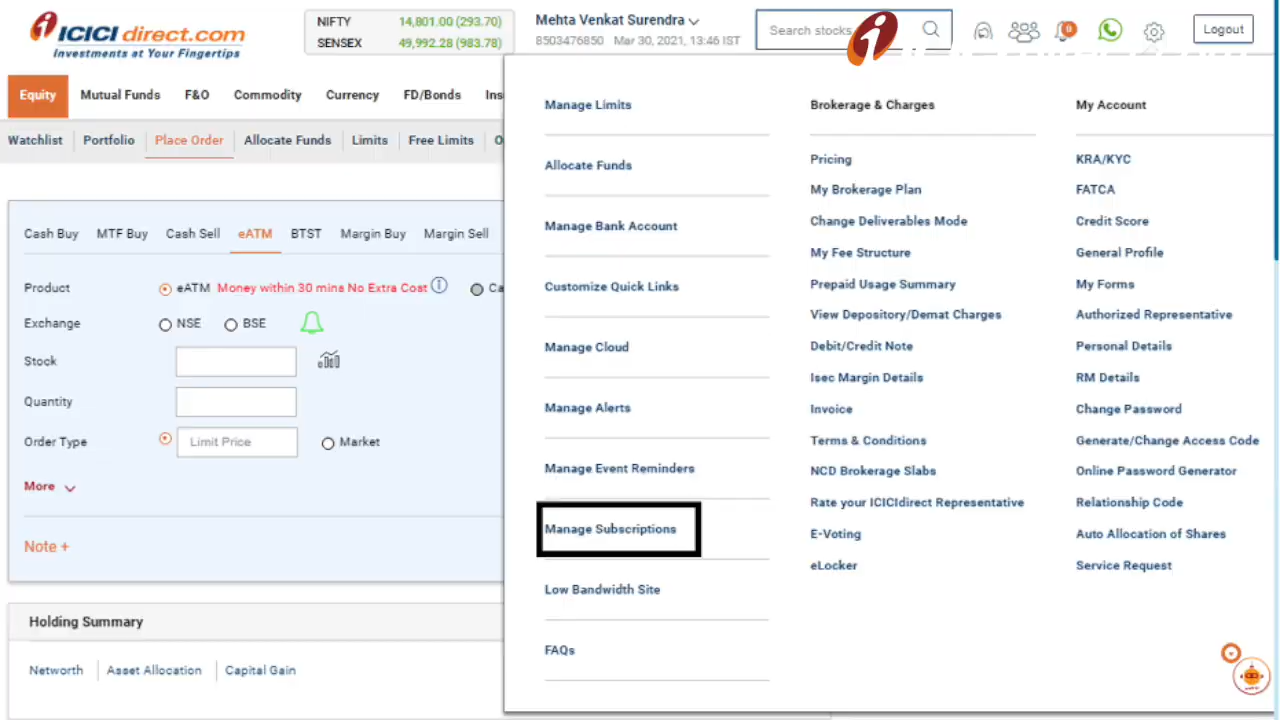 ICICI direct.com
Investments at Your Fingertips
NIFTY 14,801.00 (293.70)
SENSEX 49,992.28 (983.78)
Mehta Venkat Surendra
8503476850 Mar 30, 2021, 13:46 IST
Search stocks
Logout
Equity Mutual Funds F&O Commodity Currency FD/Bonds Ins
Watchlist Portfolio Place Order Allocate Funds Limits Free Limits O
Cash Buy MTF Buy Cash Sell eATM BTST Margin Buy Margin Sell
Product eATM Money within 30 mins No Extra Cost Ca
Exchange NSE BSE
Stock
Quantity
Order Type Limit Price Market
More
Note +
Holding Summary
Networth Asset Allocation Capital Gain
Manage Limits
Allocate Funds
Manage Bank Account
Customize Quick Links
Manage Cloud
Manage Alerts
Manage Event Reminders
Manage Subscriptions
Low Bandwidth Site
FAQs
Brokerage & Charges
Pricing
My Brokerage Plan
Change Deliverables Mode
My Fee Structure
Prepaid Usage Summary
View Depository/Demat Charges
Debit/Credit Note
Isec Margin Details
Invoice
Terms & Conditions
NCD Brokerage Slabs
Rate your ICICIdirect Representative
E-Voting
eLocker
My Account
KRA/KYC
FATCA
Credit Score
General Profile
My Forms
Authorized Representative
Personal Details
RM Details
Change Password
Generate/Change Access Code
Online Password Generator
Relationship Code
Auto Allocation of Shares
Service Request